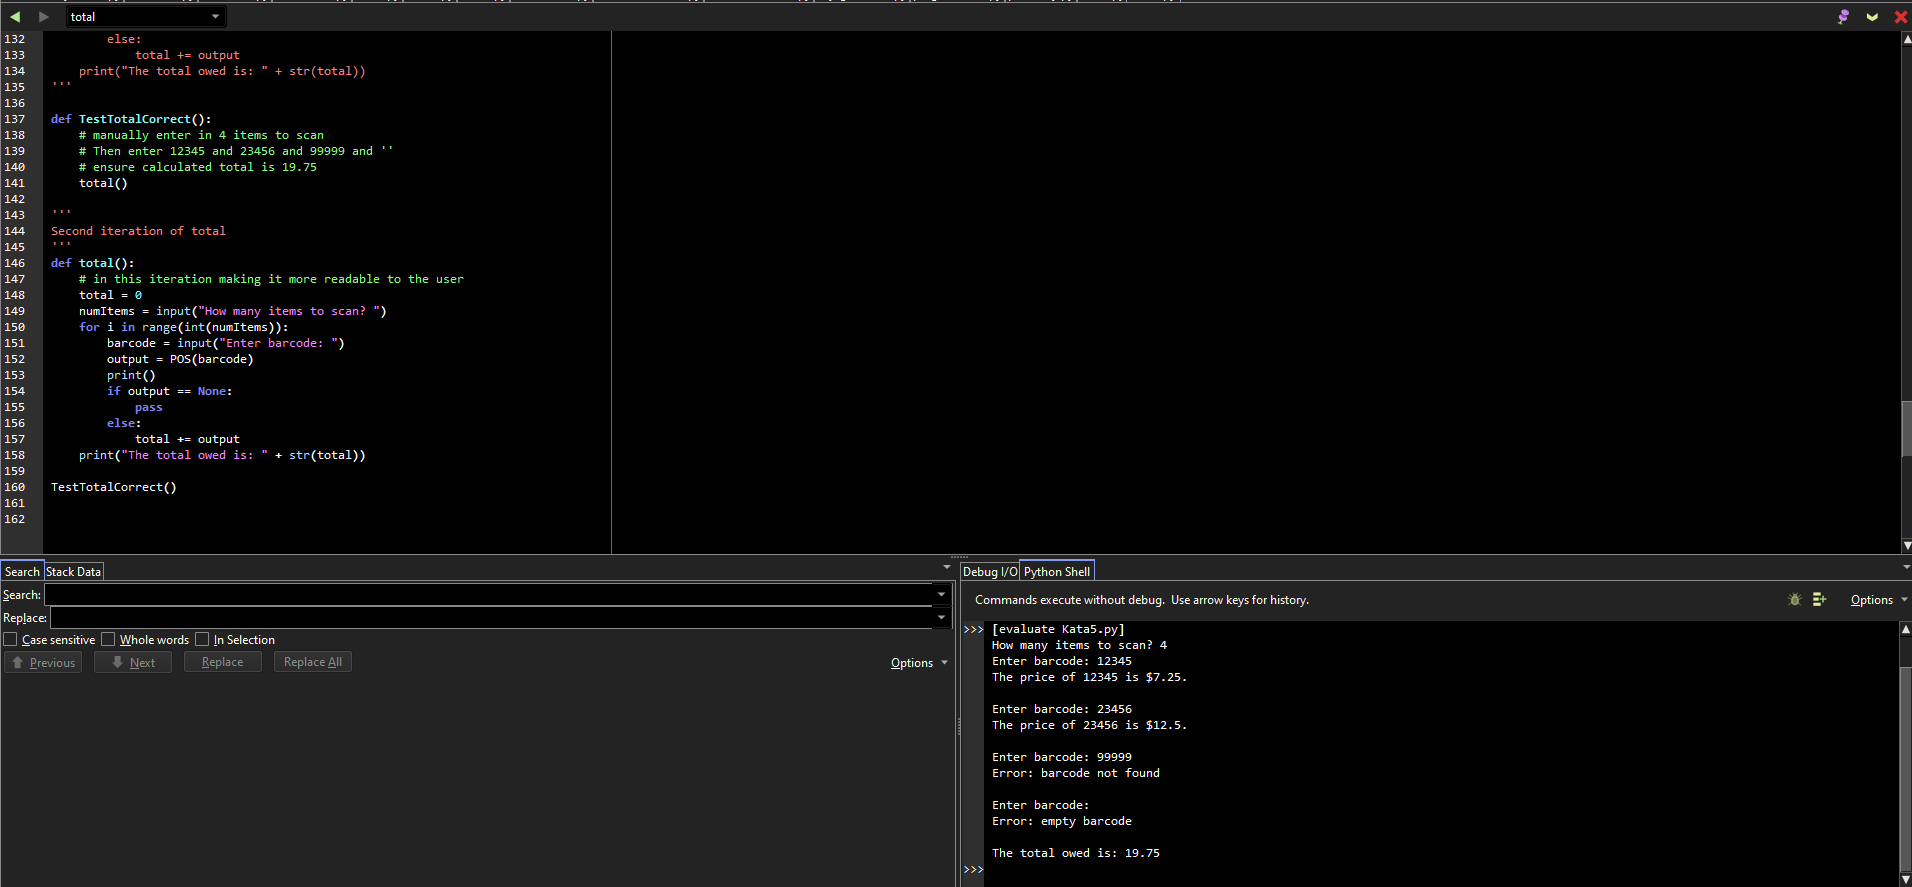 total
132         else:
133             total += output
134     print("The total owed is: " + str(total))
135 '''
136
137 def TestTotalCorrect():
138     # manually enter in 4 items to scan
139     # Then enter 12345 and 23456 and 99999 and ''
140     # ensure calculated total is 19.75
141     total()
142
143 '''
144 Second iteration of total
145 '''
146 def total():
147     # in this iteration making it more readable to the user
148     total = 0
149     numItems = input("How many items to scan? ")
150     for i in range(int(numItems)):
151         barcode = input("Enter barcode: ")
152         output = POS(barcode)
153         print()
154         if output == None:
155             pass
156         else:
157             total += output
158     print("The total owed is: " + str(total))
159
160 TestTotalCorrect()
161
162
Search Stack Data
Search:
Replace:
Case sensitive Whole words In Selection
Previous Next Replace Replace All Options
Debug I/O Python Shell
Commands execute without debug.  Use arrow keys for history. Options
>>> [evaluate Kata5.py]
How many items to scan? 4
Enter barcode: 12345
The price of 12345 is $7.25.
Enter barcode: 23456
The price of 23456 is $12.5.
Enter barcode: 99999
Error: barcode not found
Enter barcode:
Error: empty barcode
The total owed is: 19.75
>>>